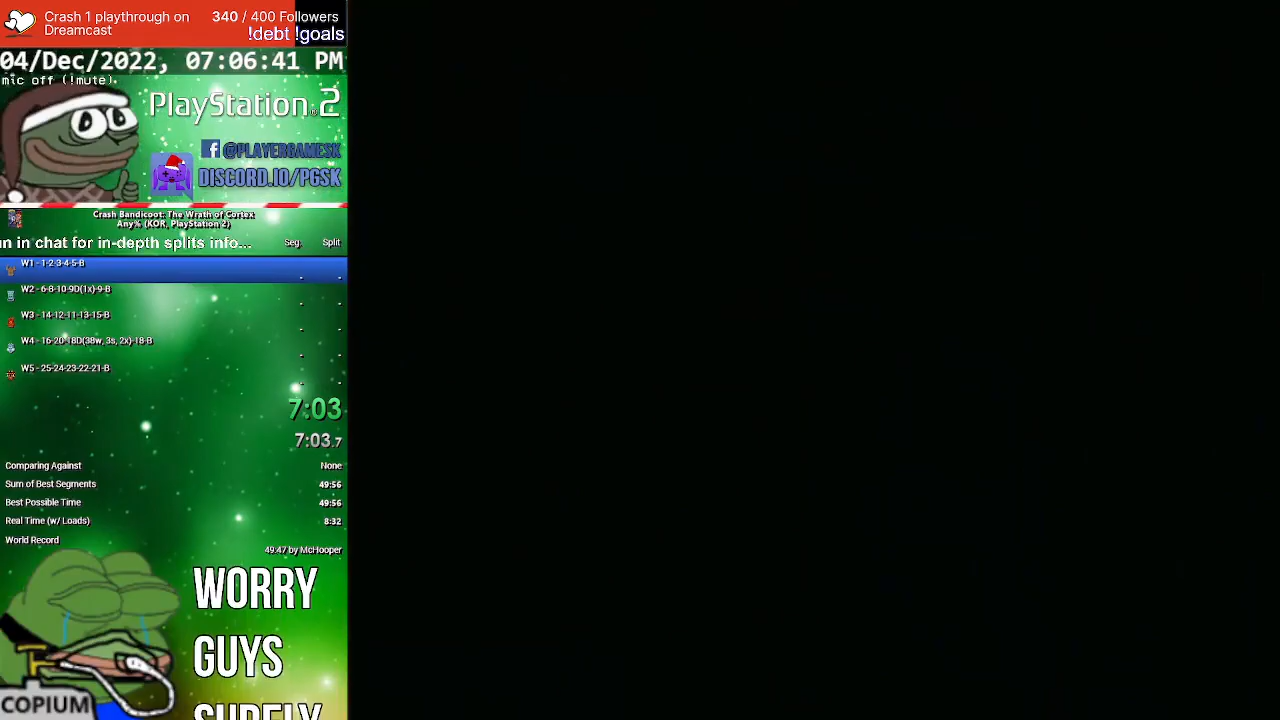 Crash 1 playthrough on Dreamcast
340 / 400 Followers
!debt !goals
04/Dec/2022, 07:06:41 PM
mic off (!mute)
PlayStation®2
@PLAYERGAMESK
DISCORD.IO/PGSK
Crash Bandicoot: The Wrath of Cortex
Any% (KOR, PlayStation 2)
un in chat for in-depth splits info... Seg. Split
W1 - 1-2-3-4-5-B - -
W2 - 6-8-10-9D(1x)-9-B - -
W3 - 14-12-11-13-15-B - -
W4 - 16-20-18D(38w, 3s, 2x)-18-B - -
W5 - 25-24-23-22-21-B - -
7:03
7:03.7
Comparing Against None
Sum of Best Segments 49:56
Best Possible Time 49:56
Real Time (w/ Loads) 8:32
World Record
49:47 by McHooper
WORRY
GUYS
SURELY
COPIUM